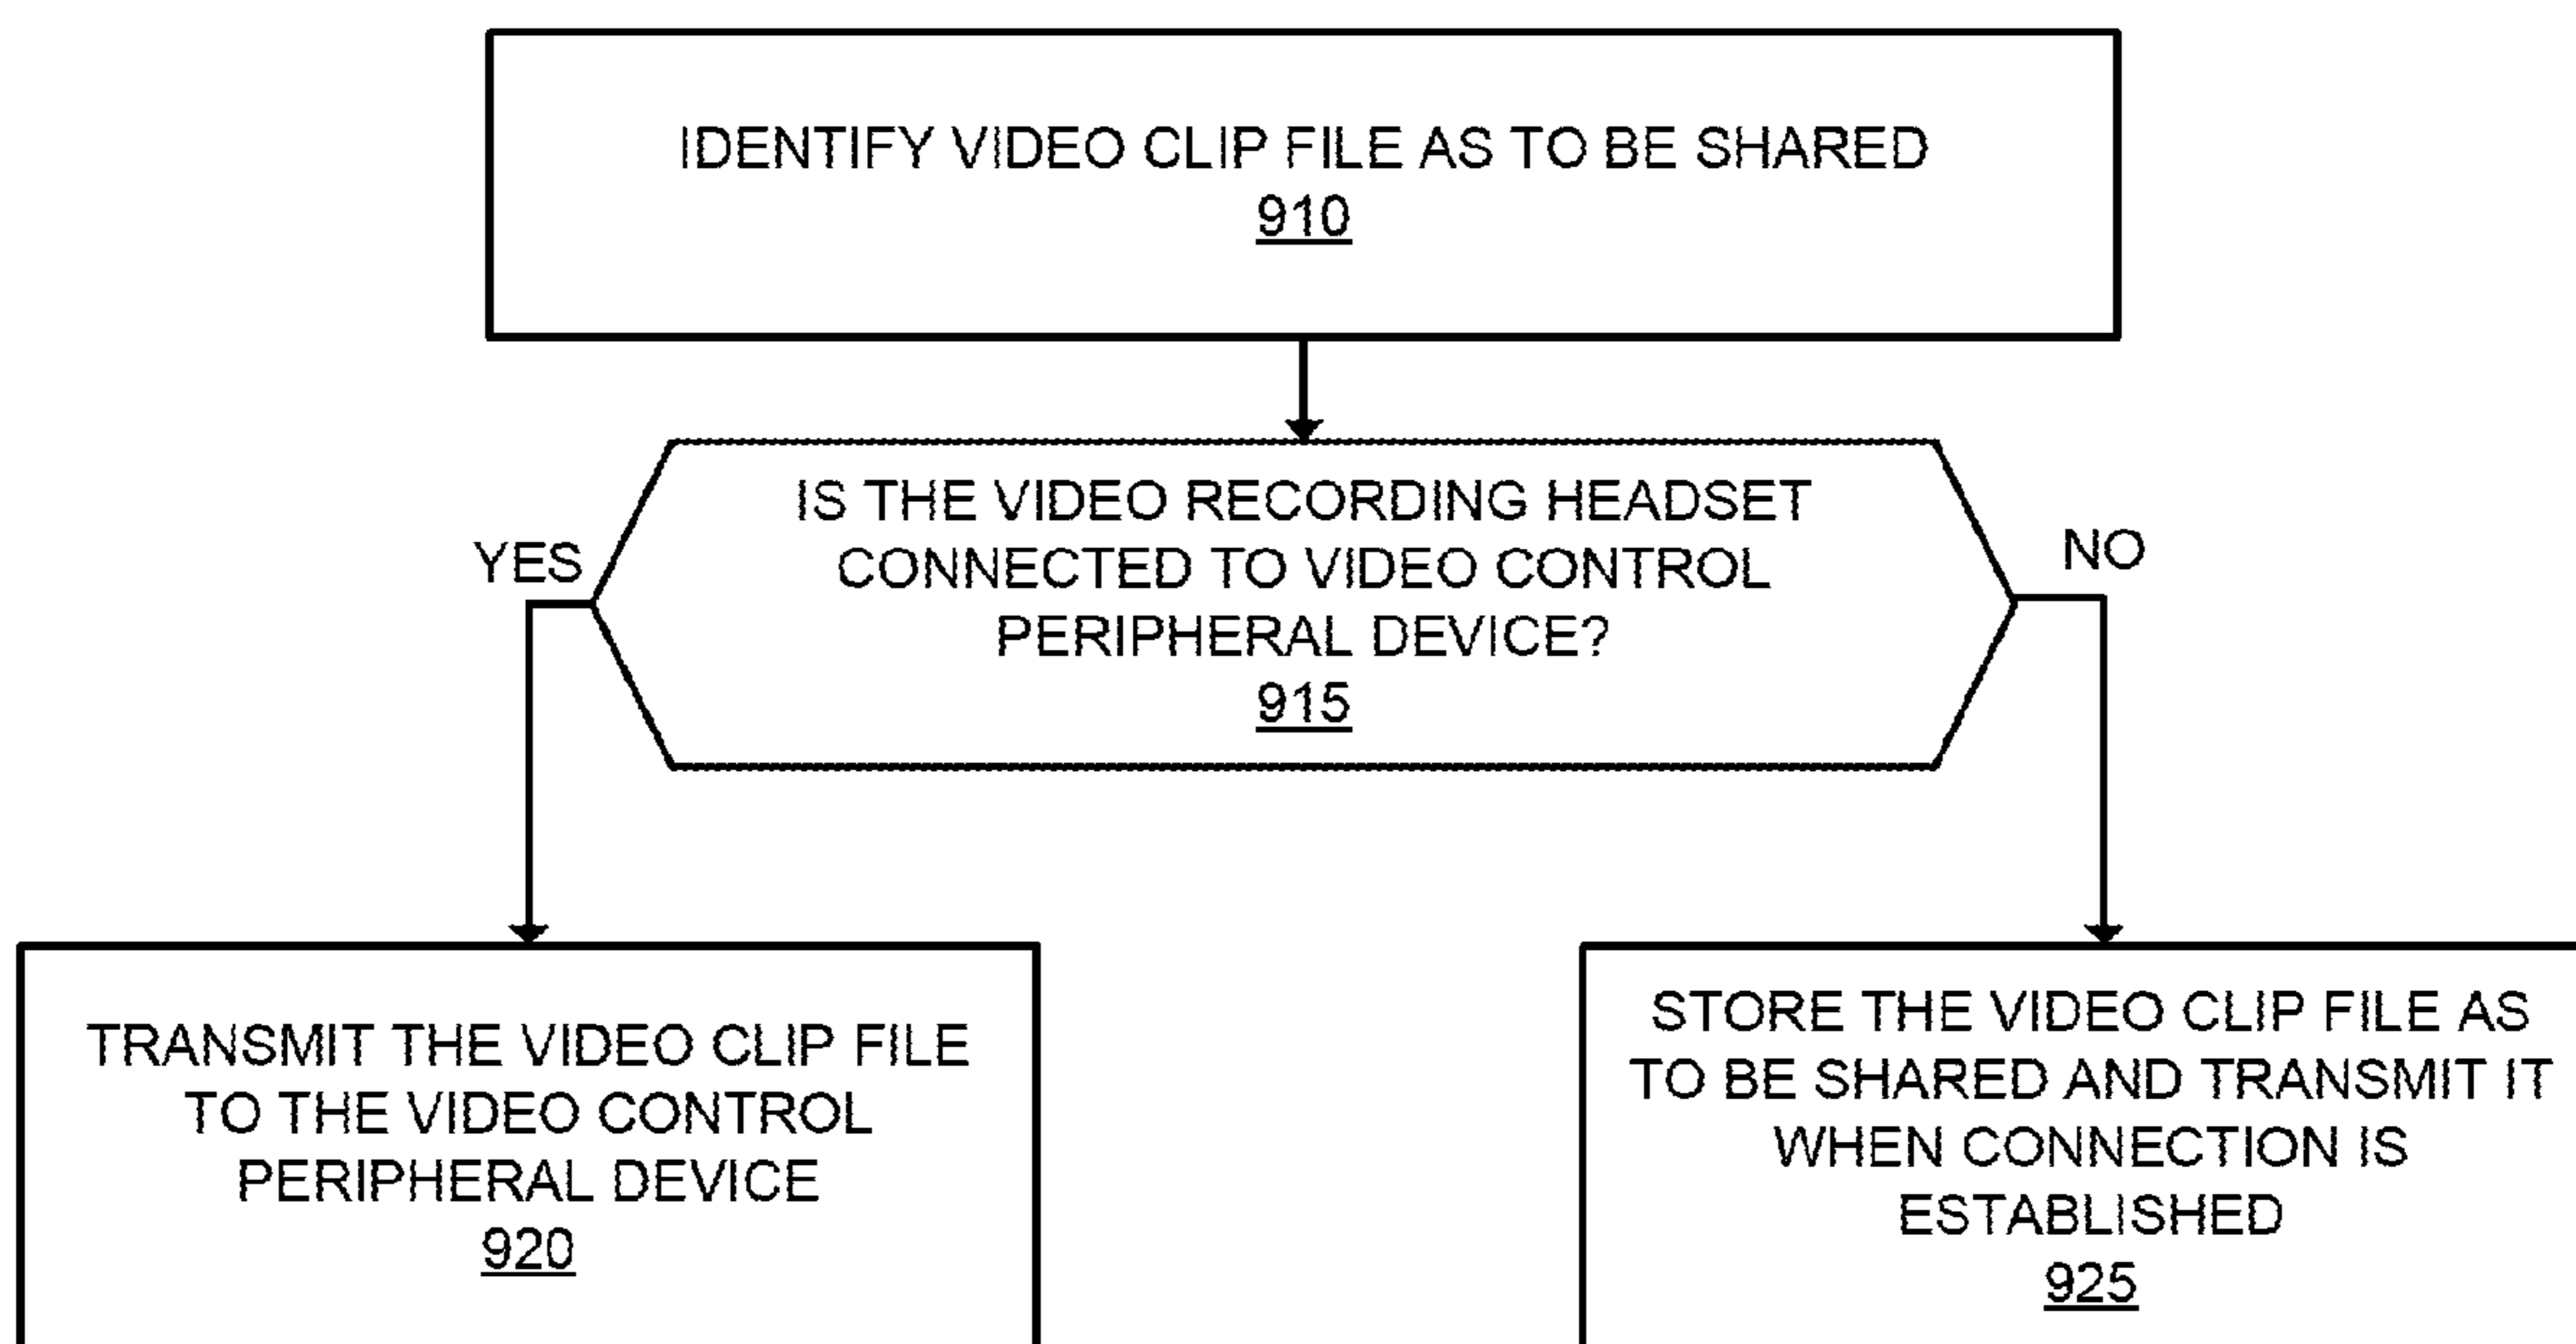 IDENTIFY VIDEO CLIP FILE AS TO BE SHARED
910
IS THE VIDEO RECORDING HEADSET
CONNECTED TO VIDEO CONTROL
PERIPHERAL DEVICE?
915
YES
NO
TRANSMIT THE VIDEO CLIP FILE
TO THE VIDEO CONTROL
PERIPHERAL DEVICE
920
STORE THE VIDEO CLIP FILE AS
TO BE SHARED AND TRANSMIT IT
WHEN CONNECTION IS
ESTABLISHED
925